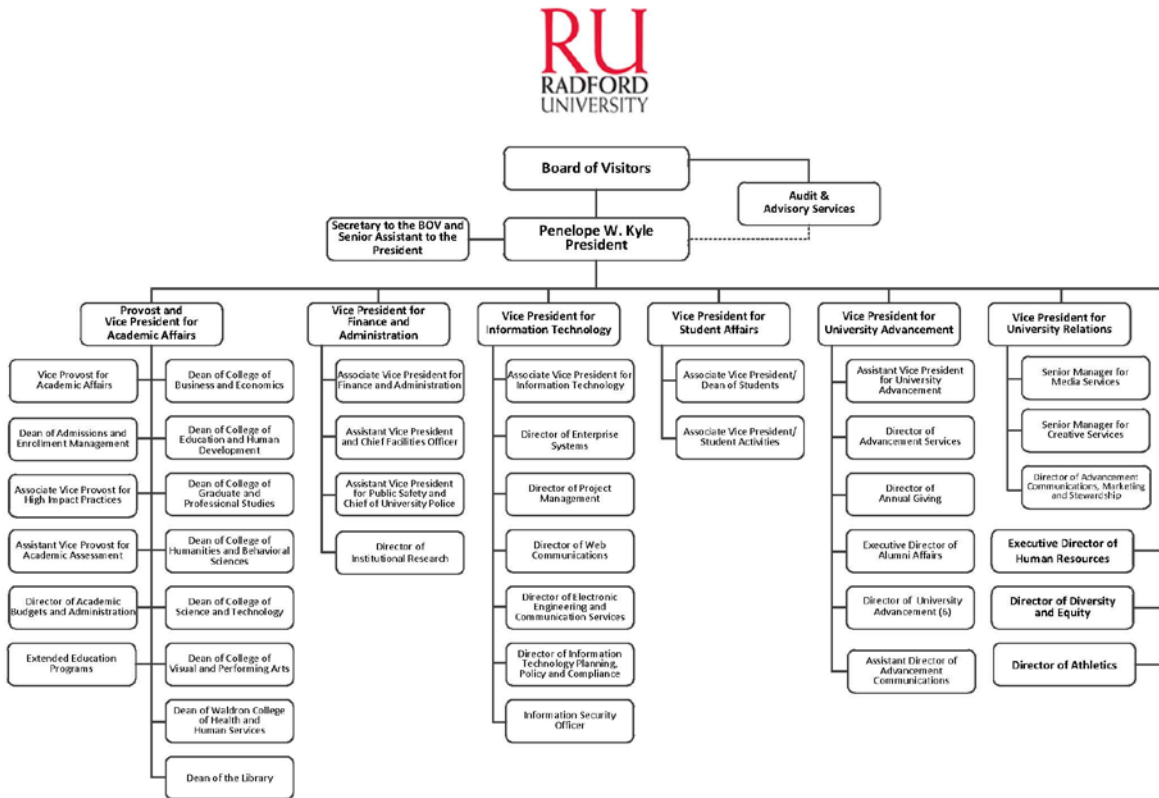 RU
RADFORD
UNIVERSITY
Board of Visitors
Audit &
Advisory Services
Secretary to the BOV and
Senior Assistant to the
President
Penelope W. Kyle
President
Provost and
Vice President for
Academic Affairs
Vice President for
Finance and
Administration
Vice President for
Information Technology
Vice President for
Student Affairs
Vice President for
University Advancement
Vice President for
University Relations
Vice Provost for
Academic Affairs
Dean of Admissions and
Enrollment Management
Associate Vice Provost for
High Impact Practices
Assistant Vice Provost for
Academic Assessment
Director of Academic
Budgets and Administration
Extended Education
Programs
Dean of College of
Business and Economics
Dean of College of
Education and Human
Development
Dean of College of
Graduate and
Professional Studies
Dean of College of
Humanities and Behavioral
Sciences
Dean of College of
Science and Technology
Dean of College of
Visual and Performing Arts
Dean of Waldron College
of Health and
Human Services
Dean of the Library
Associate Vice President for
Finance and Administration
Assistant Vice President
and Chief Facilities Officer
Assistant Vice President
for Public Safety and
Chief of University Police
Director of
Institutional Research
Associate Vice President for
Information Technology
Director of Enterprise
Systems
Director of Project
Management
Director of Web
Communications
Director of Electronic
Engineering and
Communication Services
Director of Information
Technology Planning,
Policy and Compliance
Information Security
Officer
Associate Vice President/
Dean of Students
Associate Vice President/
Student Activities
Assistant Vice President
for University
Advancement
Director of
Advancement Services
Director of
Annual Giving
Executive Director of
Alumni Affairs
Director of University
Advancement (6)
Assistant Director of
Advancement
Communications
Senior Manager for
Media Services
Senior Manager for
Creative Services
Director of Advancement
Communications, Marketing
and Stewardship
Executive Director of
Human Resources
Director of Diversity
and Equity
Director of Athletics